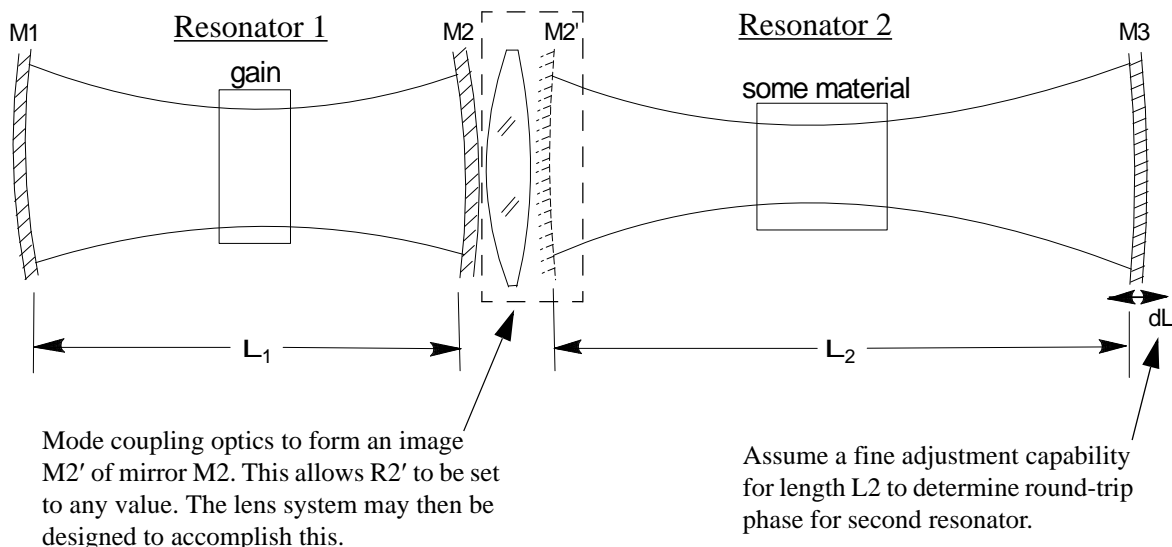 Resonator 1
Resonator 2
M1
M2
M2'
M3
gain
some material
dL
L₁
L₂
Mode coupling optics to form an image
M2′ of mirror M2. This allows R2′ to be set
to any value. The lens system may then be
designed to accomplish this.
Assume a fine adjustment capability
for length L2 to determine round-trip
phase for second resonator.